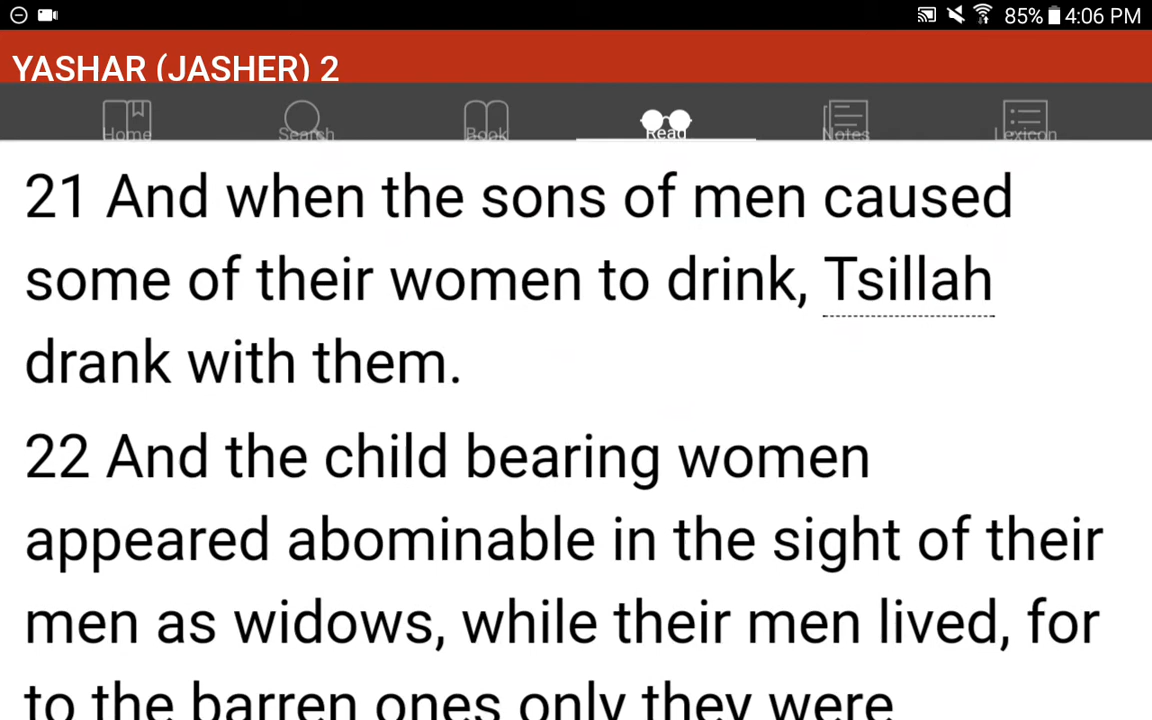 85% 4:06 PM
YASHAR (JASHER) 2
Home Search Book Read Notes Lexicon
21 And when the sons of men caused
some of their women to drink, Tsillah
drank with them.
22 And the child bearing women
appeared abominable in the sight of their
men as widows, while their men lived, for
to the barren ones only they were